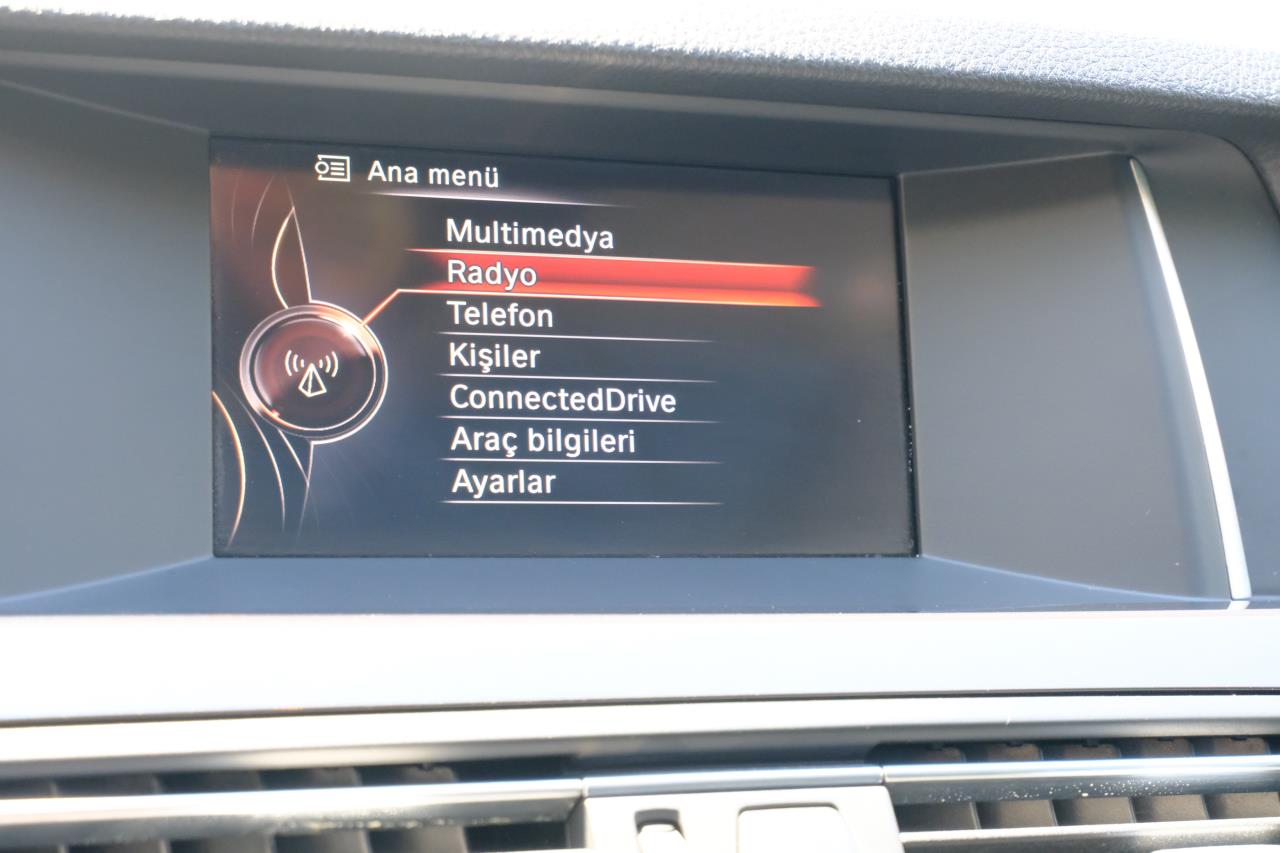 Ana menü
Multimedya
Radyo
Telefon
Kişiler
ConnectedDrive
Araç bilgileri
Ayarlar